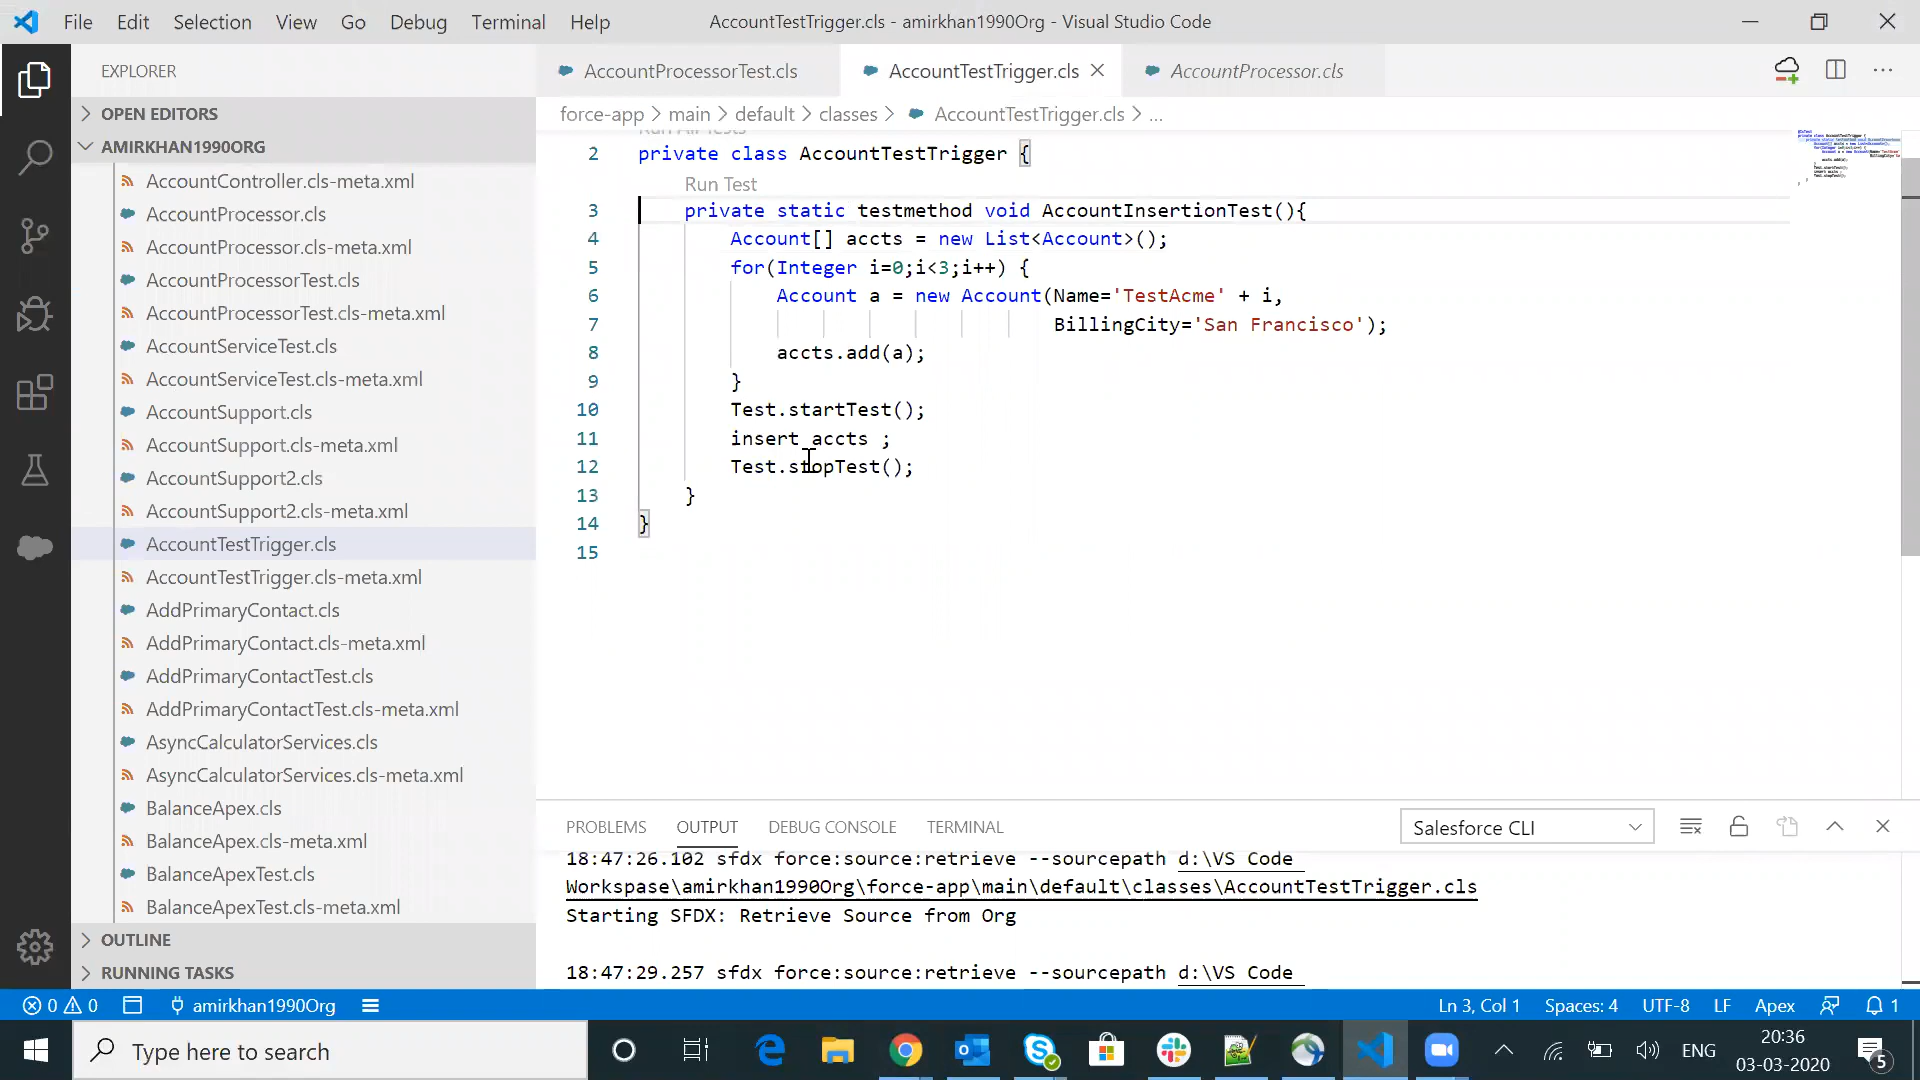 File Edit Selection View Go Debug Terminal Help AccountTestTrigger.cls - amirkhan1990Org - Visual Studio Code
EXPLORER
AccountProcessorTest.cls AccountTestTrigger.cls AccountProcessor.cls
OPEN EDITORS
AMIRKHAN1990ORG
AccountController.cls-meta.xml
AccountProcessor.cls
AccountProcessor.cls-meta.xml
AccountProcessorTest.cls
AccountProcessorTest.cls-meta.xml
AccountServiceTest.cls
AccountServiceTest.cls-meta.xml
AccountSupport.cls
AccountSupport.cls-meta.xml
AccountSupport2.cls
AccountSupport2.cls-meta.xml
AccountTestTrigger.cls
AccountTestTrigger.cls-meta.xml
AddPrimaryContact.cls
AddPrimaryContact.cls-meta.xml
AddPrimaryContactTest.cls
AddPrimaryContactTest.cls-meta.xml
AsyncCalculatorServices.cls
AsyncCalculatorServices.cls-meta.xml
BalanceApex.cls
BalanceApex.cls-meta.xml
BalanceApexTest.cls
BalanceApexTest.cls-meta.xml
OUTLINE
RUNNING TASKS
force-app > main > default > classes > AccountTestTrigger.cls > ...
Run All Tests
2 private class AccountTestTrigger {
Run Test
3 private static testmethod void AccountInsertionTest(){
4 Account[] accts = new List<Account>();
5 for(Integer i=0;i<3;i++) {
6 Account a = new Account(Name='TestAcme' + i,
7 BillingCity='San Francisco');
8 accts.add(a);
9 }
10 Test.startTest();
11 insert accts ;
12 Test.stopTest();
13 }
14 }
15
PROBLEMS OUTPUT DEBUG CONSOLE TERMINAL Salesforce CLI
18:47:26.102 sfdx force:source:retrieve --sourcepath d:\VS Code
Workspase\amirkhan1990Org\force-app\main\default\classes\AccountTestTrigger.cls
Starting SFDX: Retrieve Source from Org
18:47:29.257 sfdx force:source:retrieve --sourcepath d:\VS Code
0 0 amirkhan1990Org Ln 3, Col 1 Spaces: 4 UTF-8 LF Apex 1
Type here to search
ENG
20:36
03-03-2020
5